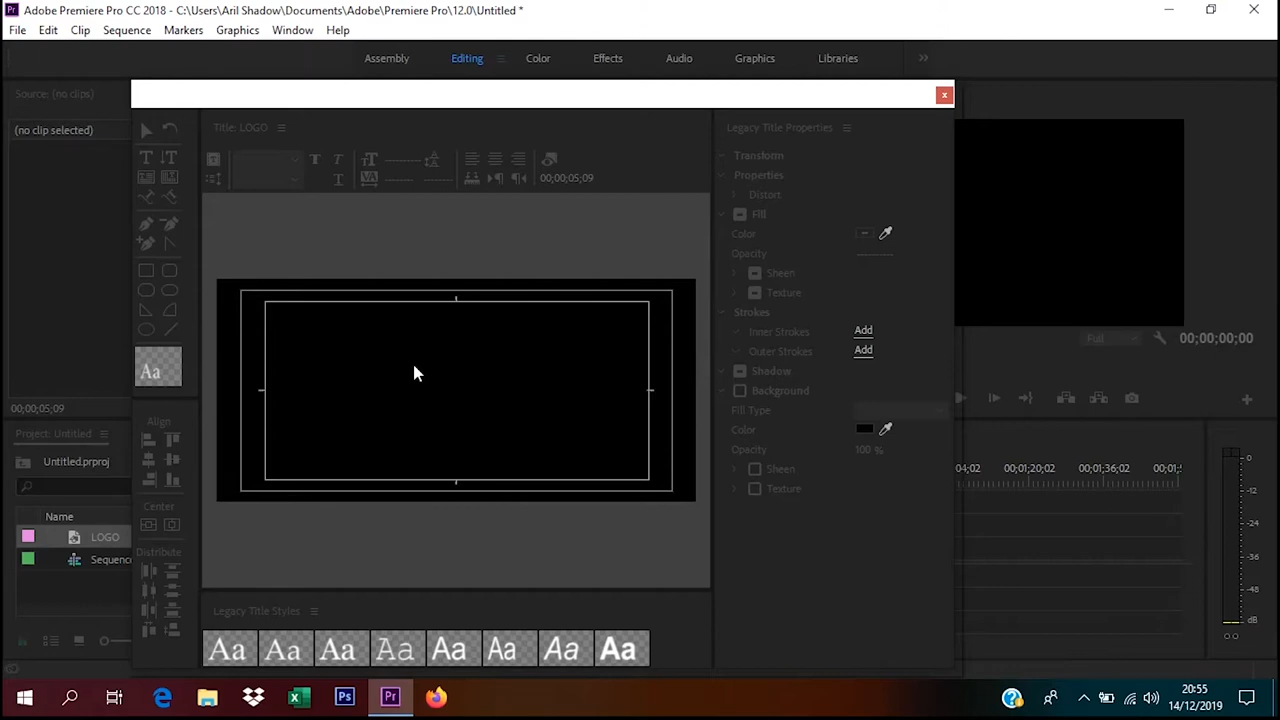 Adobe Premiere Pro CC 2018 - C:\Users\Aril Shadow\Documents\Adobe\Premiere Pro\12.0\Untitled *
File Edit Clip Sequence Markers Graphics Window Help
Assembly Editing Color Effects Audio Graphics Libraries
Source: (no clips)
(no clip selected)
Title: LOGO
00;00;05;09
Legacy Title Properties
Transform
Properties
Distort
Fill
Color
Opacity
Sheen
Texture
Strokes
Inner Strokes Add
Outer Strokes Add
Shadow
Background
Fill Type
Color
Opacity 100 %
Sheen
Texture
Aa
Align
Center
Distribute
Full 00;00;00;00
00;00;05;09
Project: Untitled
Untitled.prproj
Name
LOGO
Sequenc
04;02 00;01;20;02 00;01;36;02 00;01;
0
-12
-24
-36
-48
dB
Legacy Title Styles
Aa Aa Aa Aa Aa Aa Aa Aa
Ps Pr
20:55
14/12/2019